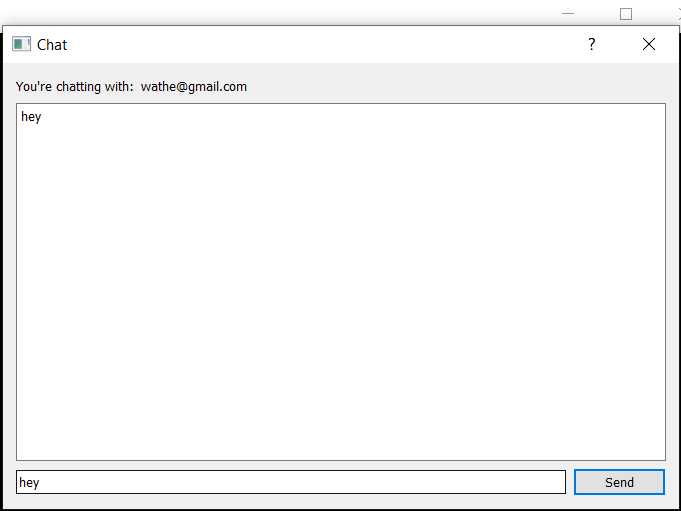 Chat
?
You're chatting with: wathe@gmail.com
hey
hey
Send